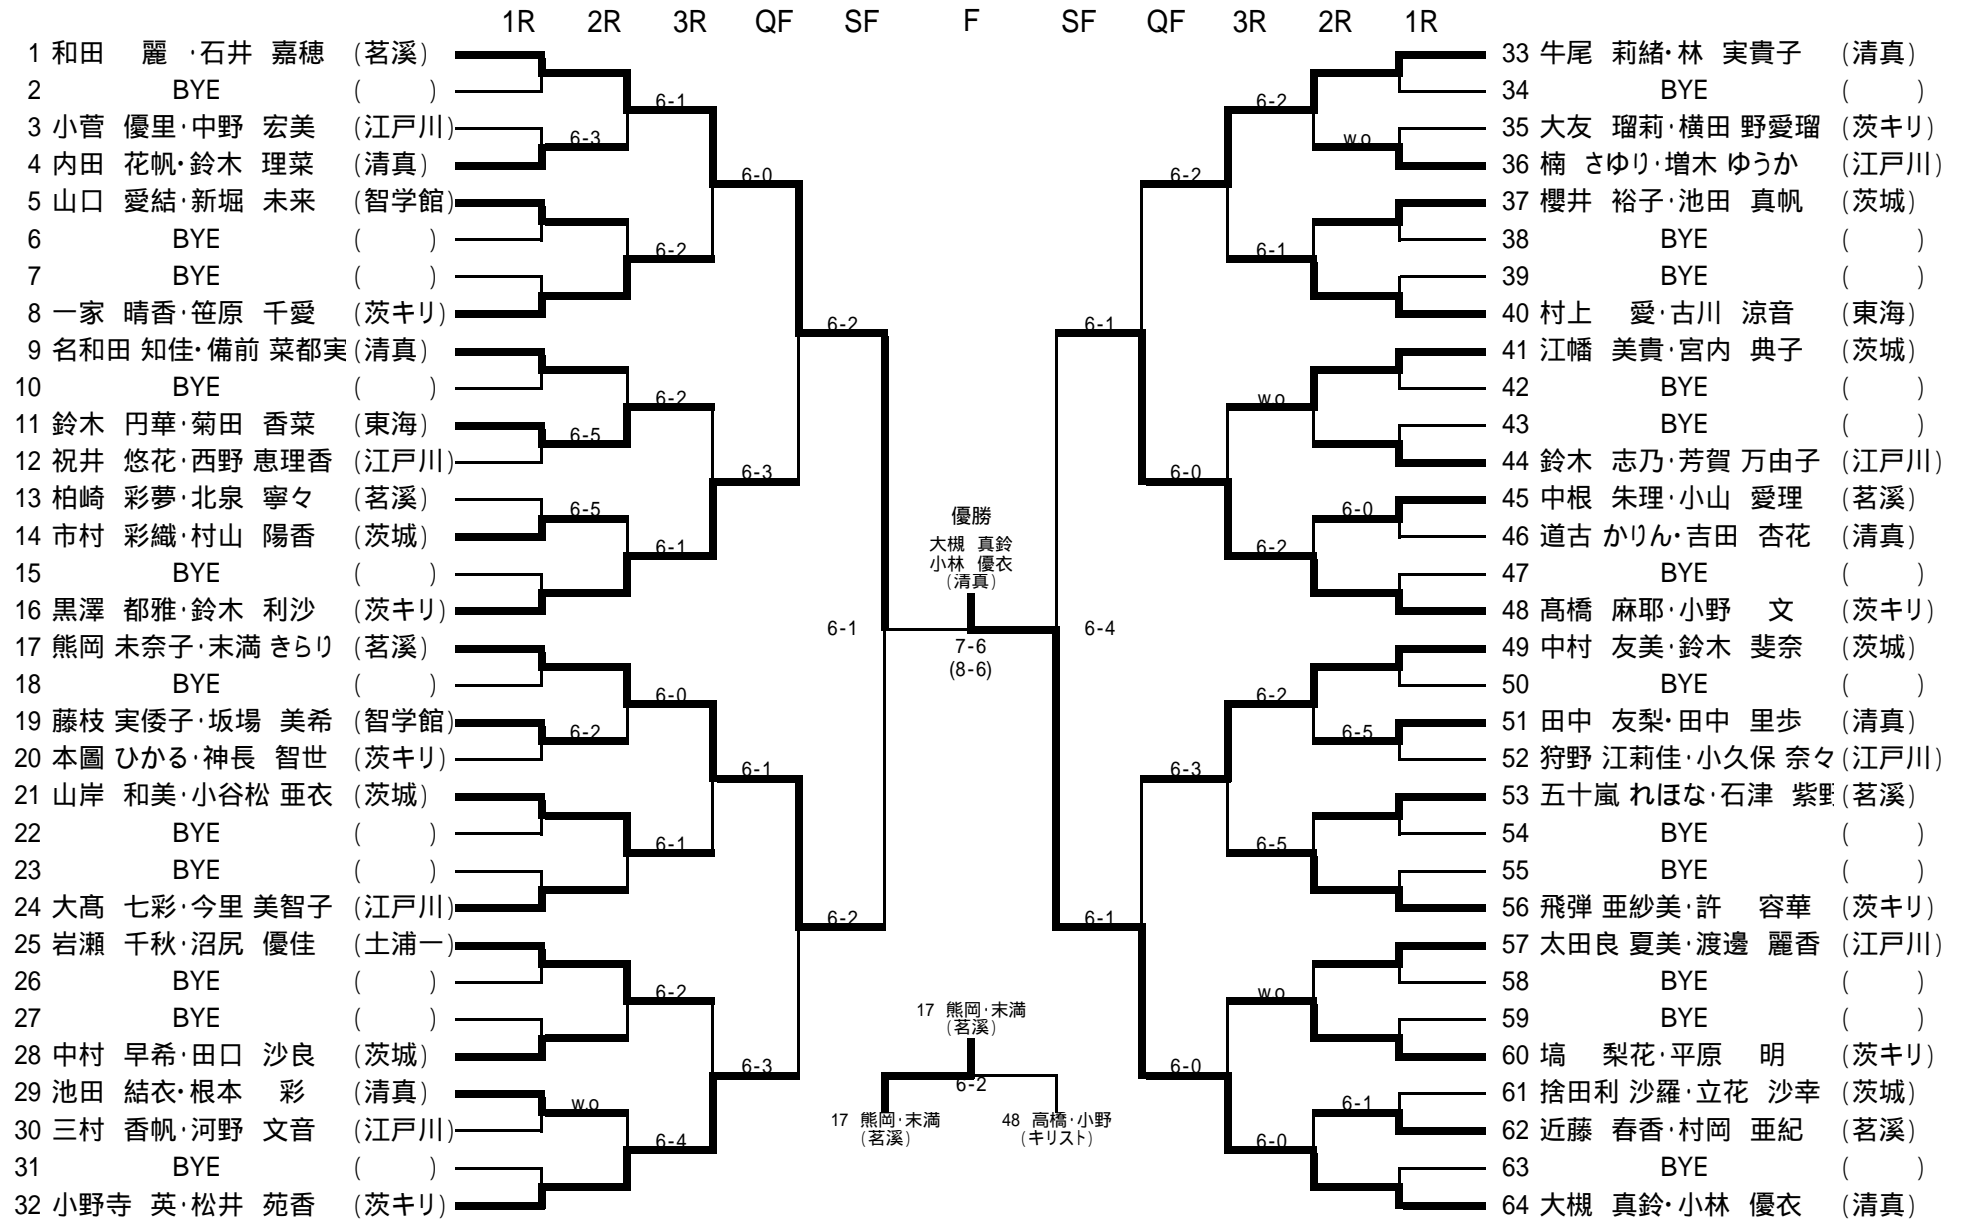 1R 2R 3R QF SF F SF QF 3R 2R 1R
1 和田 麗 ・石井 嘉穂 (茗溪)
2 BYE ( )
3 小菅 優里・中野 宏美 (江戸川)
4 内田 花帆・鈴木 理菜 (清真)
5 山口 愛結・新堀 未来 (智学館)
6 BYE ( )
7 BYE ( )
8 一家 晴香・笹原 千愛 (茨キリ)
9 名和田 知佳・備前 菜都実 (清真)
10 BYE ( )
11 鈴木 円華・菊田 香菜 (東海)
12 祝井 悠花・西野 恵理香 (江戸川)
13 柏崎 彩夢・北泉 寧々 (茗溪)
14 市村 彩織・村山 陽香 (茨城)
15 BYE ( )
16 黒澤 都雅・鈴木 利沙 (茨キリ)
17 熊岡 未奈子・末満 きらり (茗溪)
18 BYE ( )
19 藤枝 実倭子・坂場 美希 (智学館)
20 本圖 ひかる・神長 智世 (茨キリ)
21 山岸 和美・小谷松 亜衣 (茨城)
22 BYE ( )
23 BYE ( )
24 大髙 七彩・今里 美智子 (江戸川)
25 岩瀬 千秋・沼尻 優佳 (土浦一)
26 BYE ( )
27 BYE ( )
28 中村 早希・田口 沙良 (茨城)
29 池田 結衣・根本 彩 (清真)
30 三村 香帆・河野 文音 (江戸川)
31 BYE ( )
32 小野寺 英・松井 苑香 (茨キリ)
6-3
6-5
6-5
6-2
w.o
6-1
6-2
6-2
6-1
6-0
6-1
6-2
6-4
6-0
6-3
6-1
6-3
6-2
6-2
6-1
優勝
大槻 真鈴
小林 優衣
(清真)
7-6
(8-6)
17 熊岡・末満
(茗溪)
6-2
17 熊岡・末満
(茗溪)
48 高橋・小野
(キリスト)
6-4
6-1
6-1
6-2
6-0
6-3
6-0
6-2
6-1
w.o
6-2
6-2
6-5
w.o
6-0
w.o
6-0
6-5
6-1
33 牛尾 莉緒・林 実貴子 (清真)
34 BYE ( )
35 大友 瑠莉・横田 野愛瑠 (茨キリ)
36 楠 さゆり・増木 ゆうか (江戸川)
37 櫻井 裕子・池田 真帆 (茨城)
38 BYE ( )
39 BYE ( )
40 村上 愛・古川 涼音 (東海)
41 江幡 美貴・宮内 典子 (茨城)
42 BYE ( )
43 BYE ( )
44 鈴木 志乃・芳賀 万由子 (江戸川)
45 中根 朱理・小山 愛理 (茗溪)
46 道古 かりん・吉田 杏花 (清真)
47 BYE ( )
48 髙橋 麻耶・小野 文 (茨キリ)
49 中村 友美・鈴木 斐奈 (茨城)
50 BYE ( )
51 田中 友梨・田中 里歩 (清真)
52 狩野 江莉佳・小久保 奈々 (江戸川)
53 五十嵐 れほな・石津 紫野 (茗溪)
54 BYE ( )
55 BYE ( )
56 飛弾 亜紗美・許 容華 (茨キリ)
57 太田良 夏美・渡邊 麗香 (江戸川)
58 BYE ( )
59 BYE ( )
60 塙 梨花・平原 明 (茨キリ)
61 捨田利 沙羅・立花 沙幸 (茨城)
62 近藤 春香・村岡 亜紀 (茗溪)
63 BYE ( )
64 大槻 真鈴・小林 優衣 (清真)